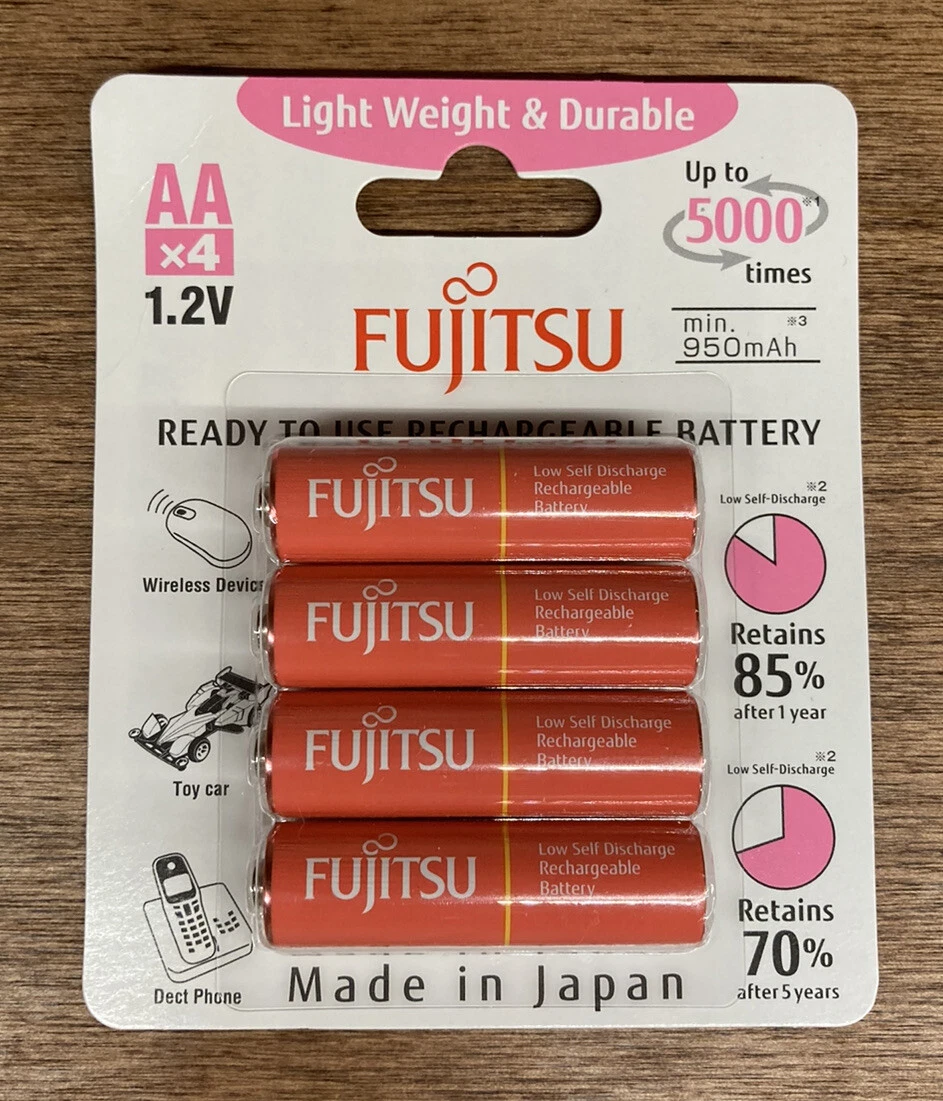 Light Weight & Durable
AA
×4
1.2V
Up to
5000※1
times
FUJITSU
min. ※3
950mAh
READY TO USE RECHARGEABLE BATTERY
FUJITSU
Low Self Discharge
Rechargeable
Battery
FUJITSU
Low Self Discharge
Rechargeable
Battery
FUJITSU
Low Self Discharge
Rechargeable
Battery
FUJITSU
Low Self Discharge
Rechargeable
Battery
Wireless Device
Toy car
Dect Phone
※2
Low Self-Discharge
Retains
85%
after 1 year
※2
Low Self-Discharge
Retains
70%
after 5 years
Made in Japan